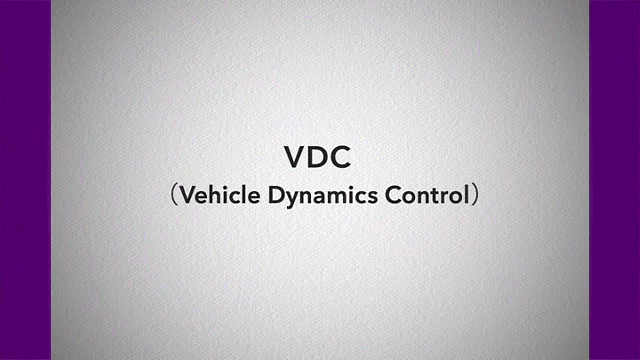 VDC
（Vehicle Dynamics Control）